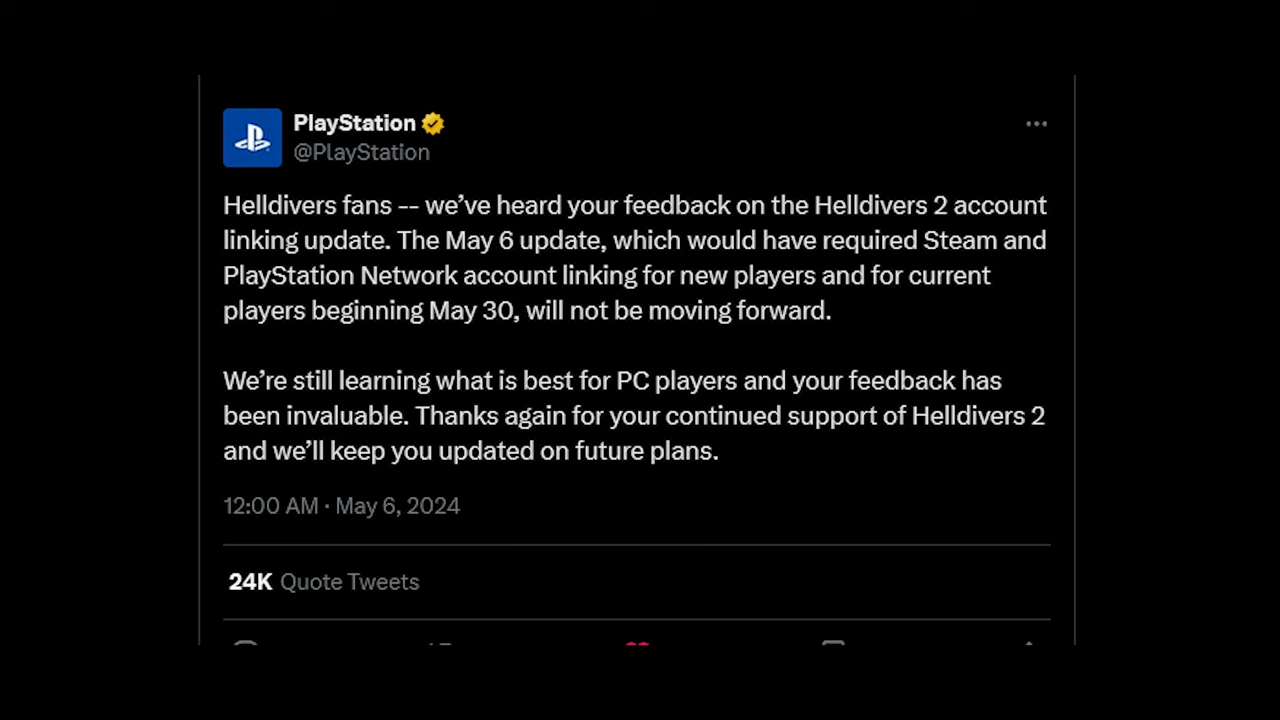 PlayStation
@PlayStation
Helldivers fans -- we’ve heard your feedback on the Helldivers 2 account
linking update. The May 6 update, which would have required Steam and
PlayStation Network account linking for new players and for current
players beginning May 30, will not be moving forward.
We’re still learning what is best for PC players and your feedback has
been invaluable. Thanks again for your continued support of Helldivers 2
and we’ll keep you updated on future plans.
12:00 AM · May 6, 2024
24K Quote Tweets